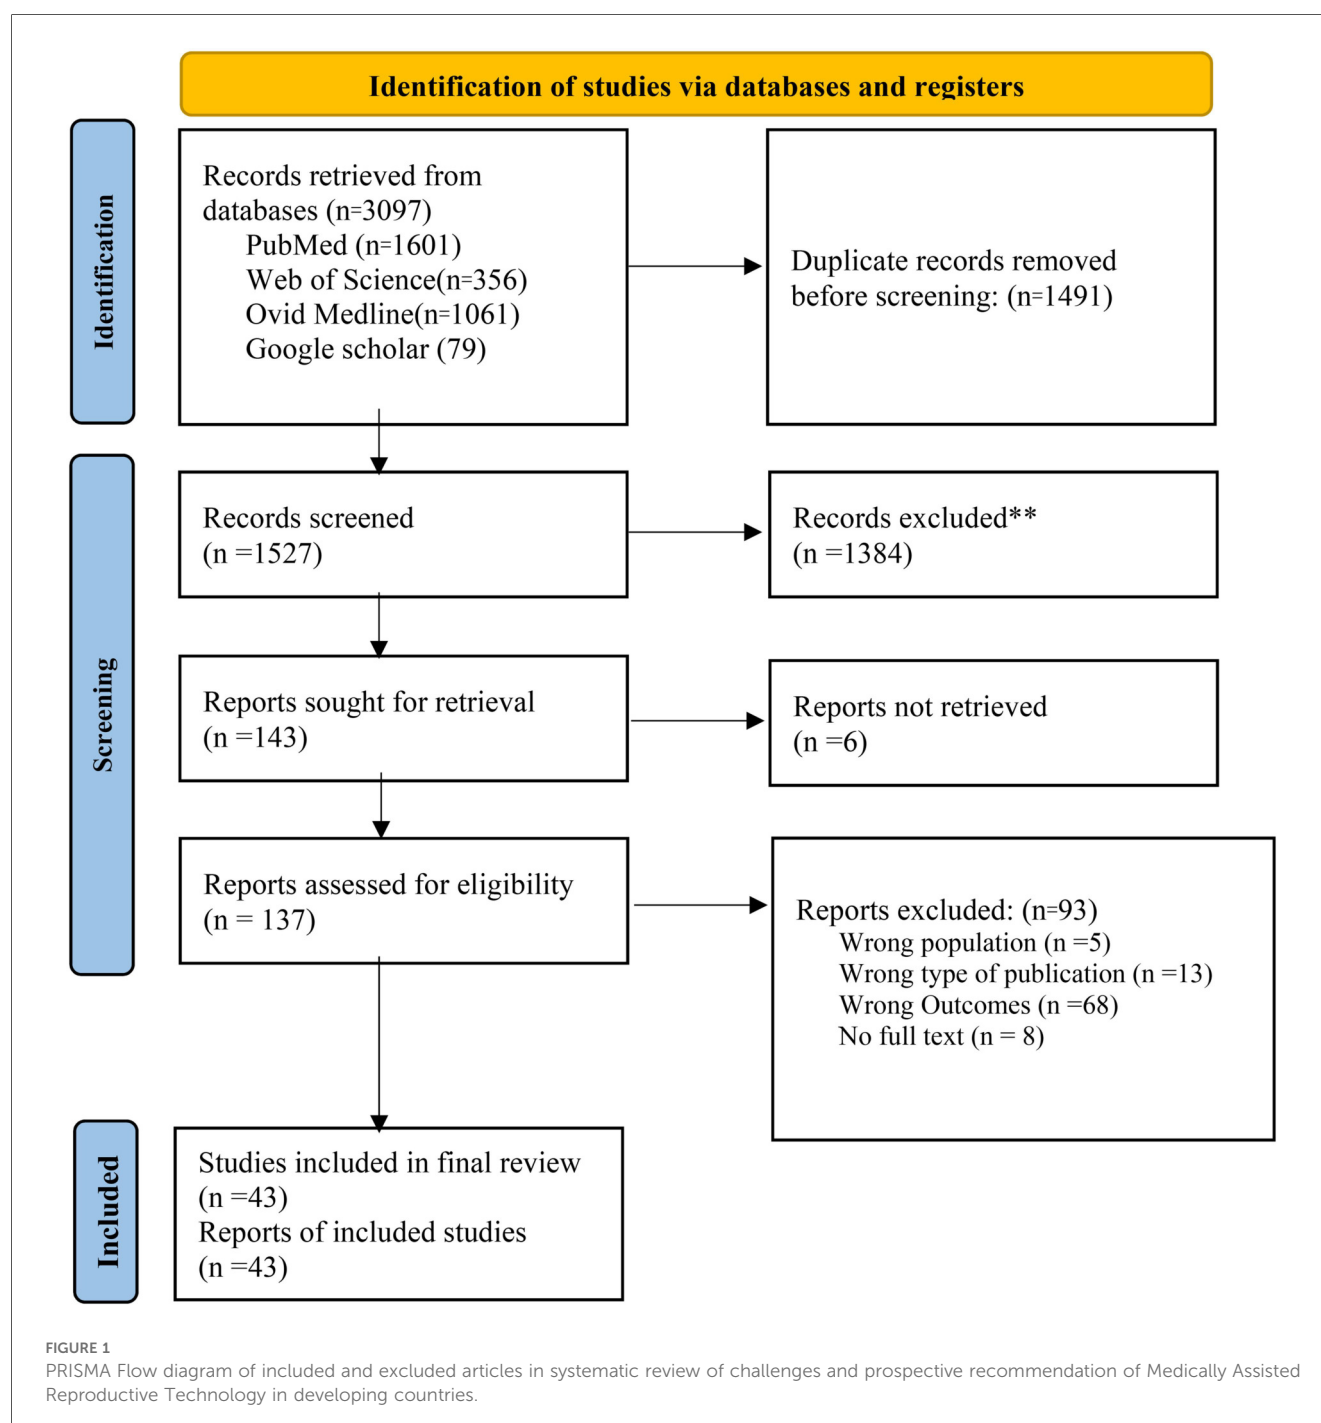 Identification of studies via databases and registers
Identification
Records retrieved from
databases (n=3097)
PubMed (n=1601)
Web of Science(n=356)
Ovid Medline(n=1061)
Google scholar (79)
Duplicate records removed
before screening: (n=1491)
Screening
Records screened
(n =1527)
Records excluded**
(n =1384)
Reports sought for retrieval
(n =143)
Reports not retrieved
(n =6)
Reports assessed for eligibility
(n = 137)
Reports excluded: (n=93)
Wrong population (n =5)
Wrong type of publication (n =13)
Wrong Outcomes (n =68)
No full text (n = 8)
Included
Studies included in final review
(n =43)
Reports of included studies
(n =43)
FIGURE 1
PRISMA Flow diagram of included and excluded articles in systematic review of challenges and prospective recommendation of Medically Assisted
Reproductive Technology in developing countries.